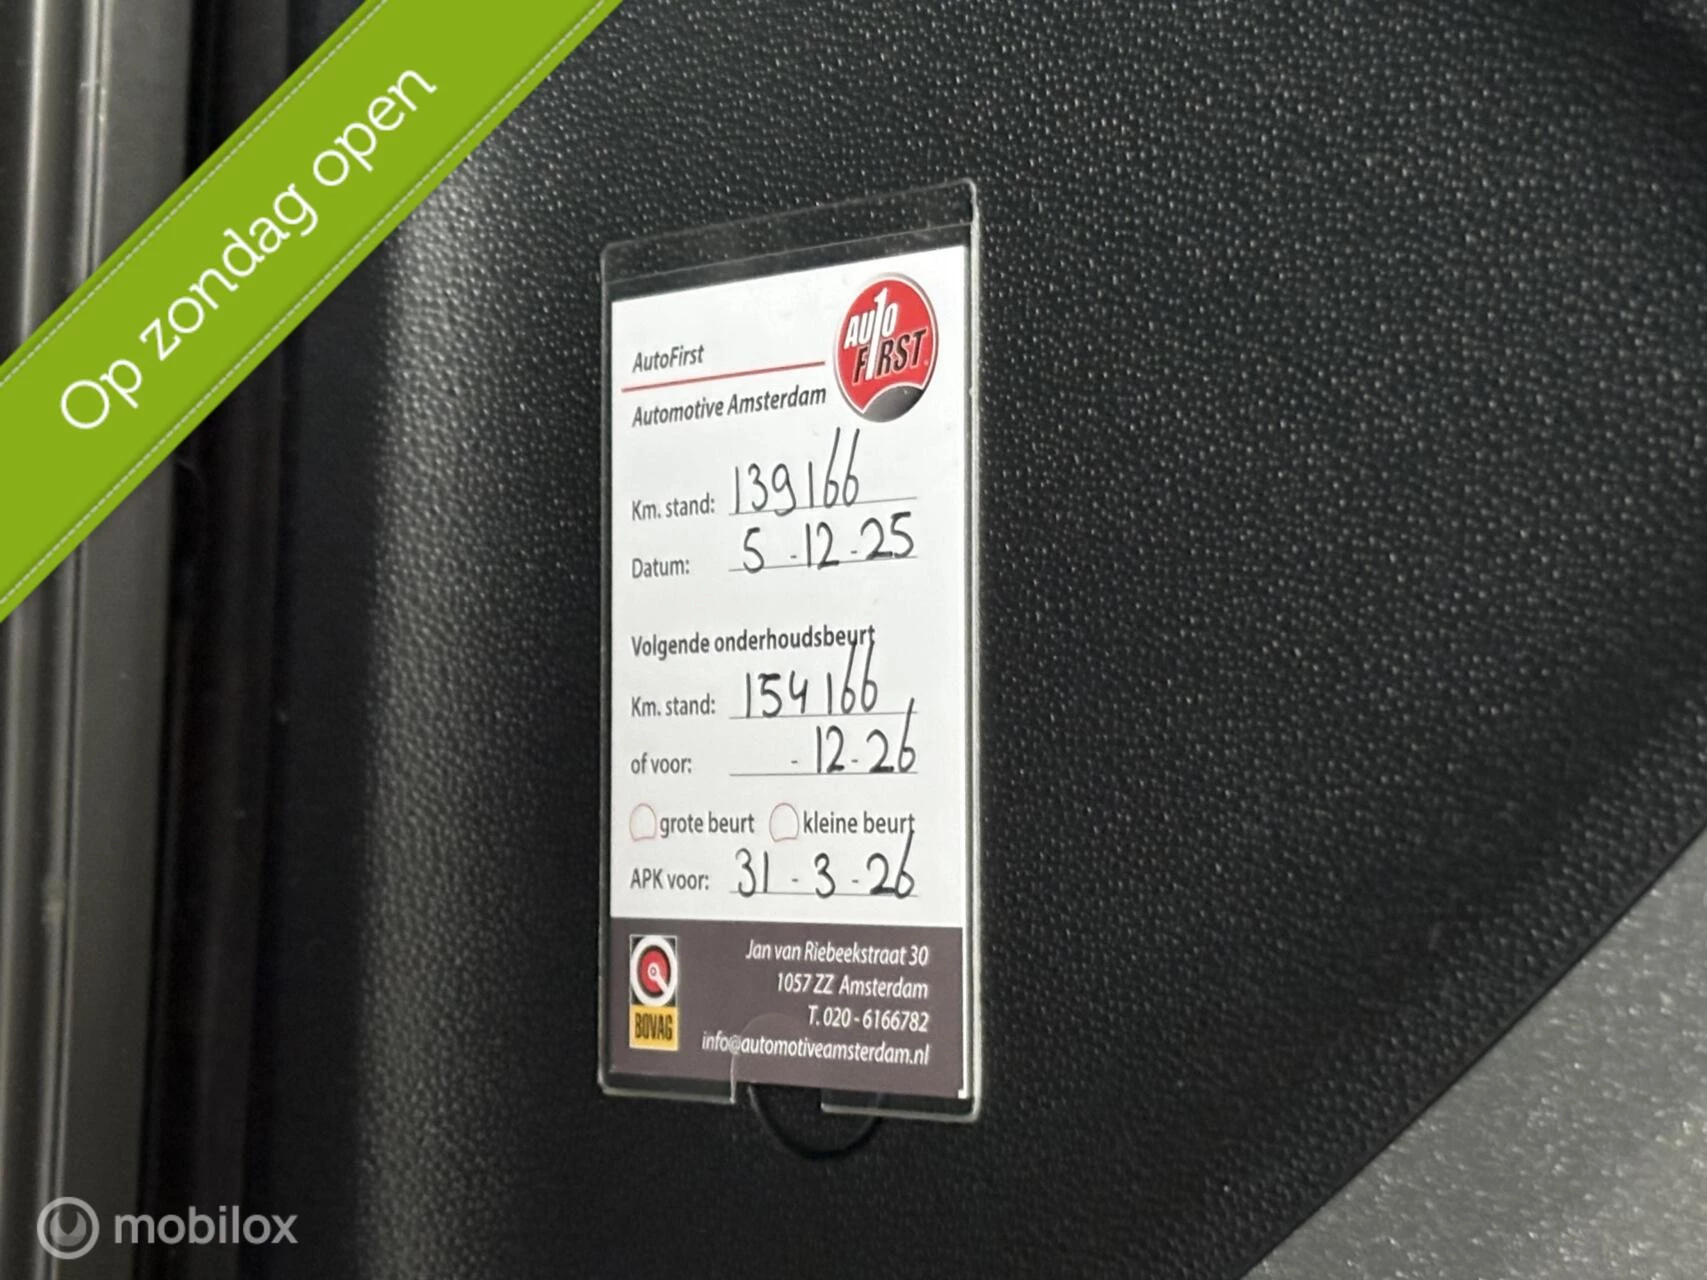 Op zondag open
AUTO
F1RST
AutoFirst
Automotive Amsterdam
Km. stand: 139166
Datum: 5 - 12 - 25
Volgende onderhoudsbeurt
Km. stand: 154166
of voor: - 12 - 26
grote beurt kleine beurt
APK voor: 31 - 3 - 26
Jan van Riebeekstraat 30
1057 ZZ Amsterdam
T. 020 - 6166782
info@automotiveamsterdam.nl
BOVAG
mobilox